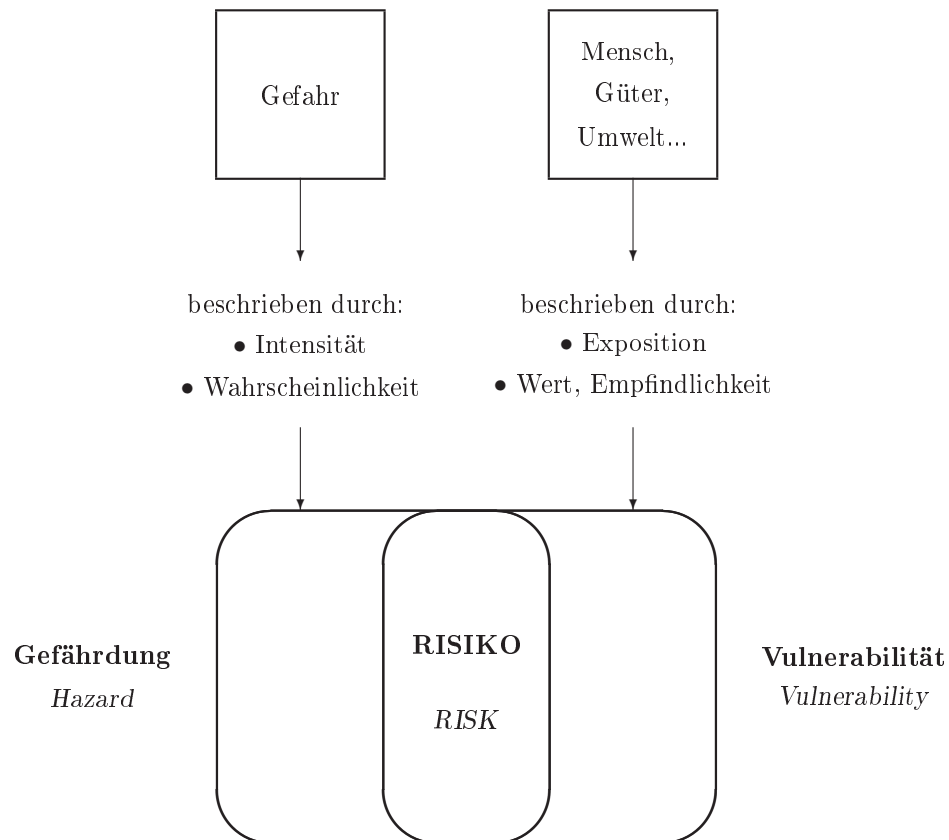 Gefahr
Mensch,
Güter,
Umwelt...
beschrieben durch:
• Intensität
• Wahrscheinlichkeit
beschrieben durch:
• Exposition
• Wert, Empfindlichkeit
Gefährdung
Hazard
RISIKO
RISK
Vulnerabilität
Vulnerability